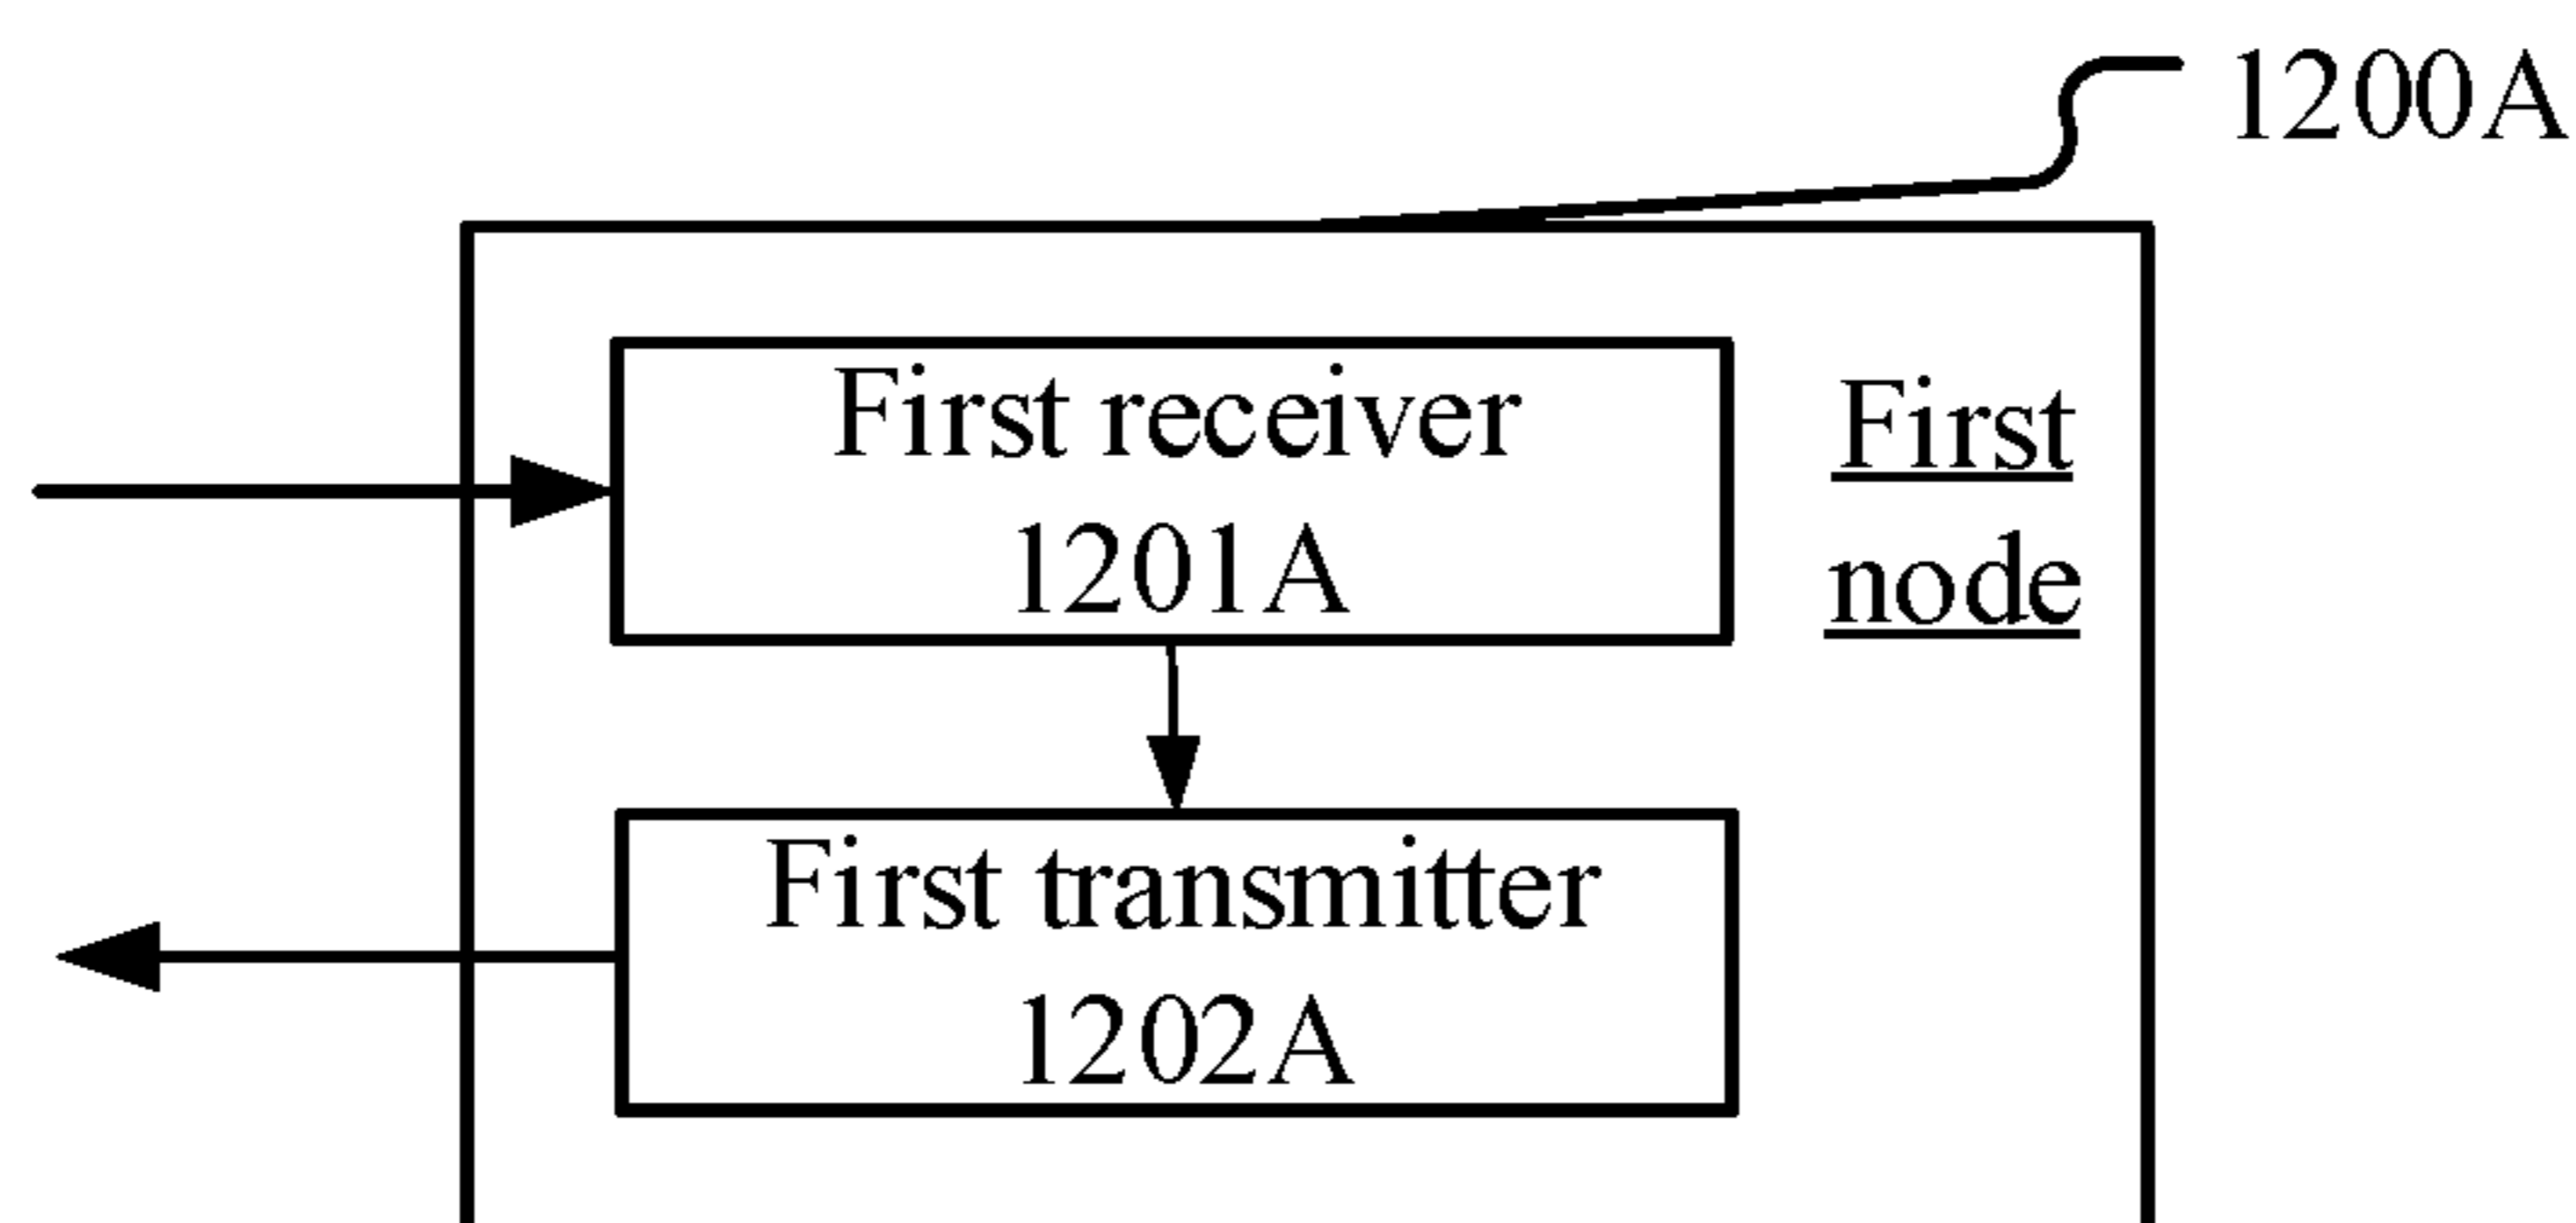 1200A
First receiver
1201A
First
node
First transmitter
1202A